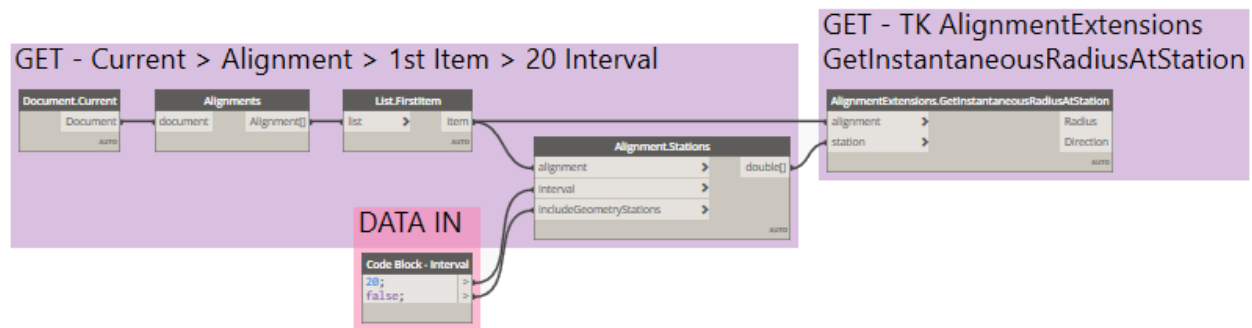 GET - Current > Alignment > 1st Item > 20 Interval
GET - TK AlignmentExtensions
GetInstantaneousRadiusAtStation
Document.Current
Document
AUTO
Alignments
document Alignment[]
AUTO
List.FirstItem
list > item
AUTO
Alignment.Stations
alignment > double[]
interval >
includeGeometryStations >
AUTO
AlignmentExtensions.GetInstantaneousRadiusAtStation
alignment > Radius
station > Direction
AUTO
DATA IN
Code Block - Interval
20; >
false; >